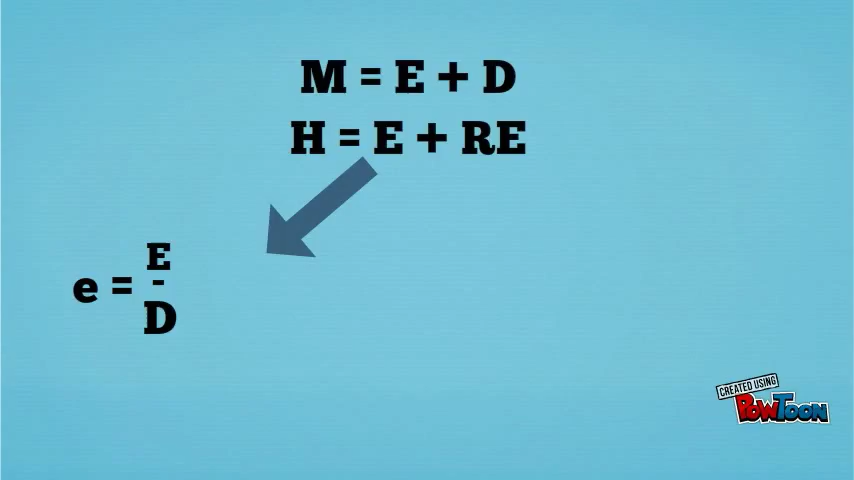 M = E + D
H = E + RE
e = E
-
D
CREATED USING
POWTOON